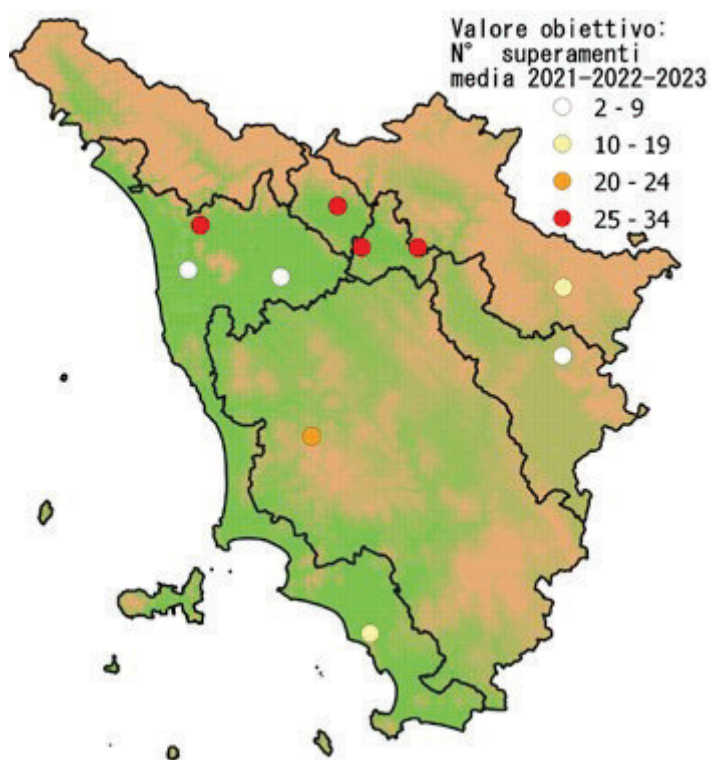 Valore obiettivo:
N° superamenti
media 2021-2022-2023
2 - 9
10 - 19
20 - 24
25 - 34